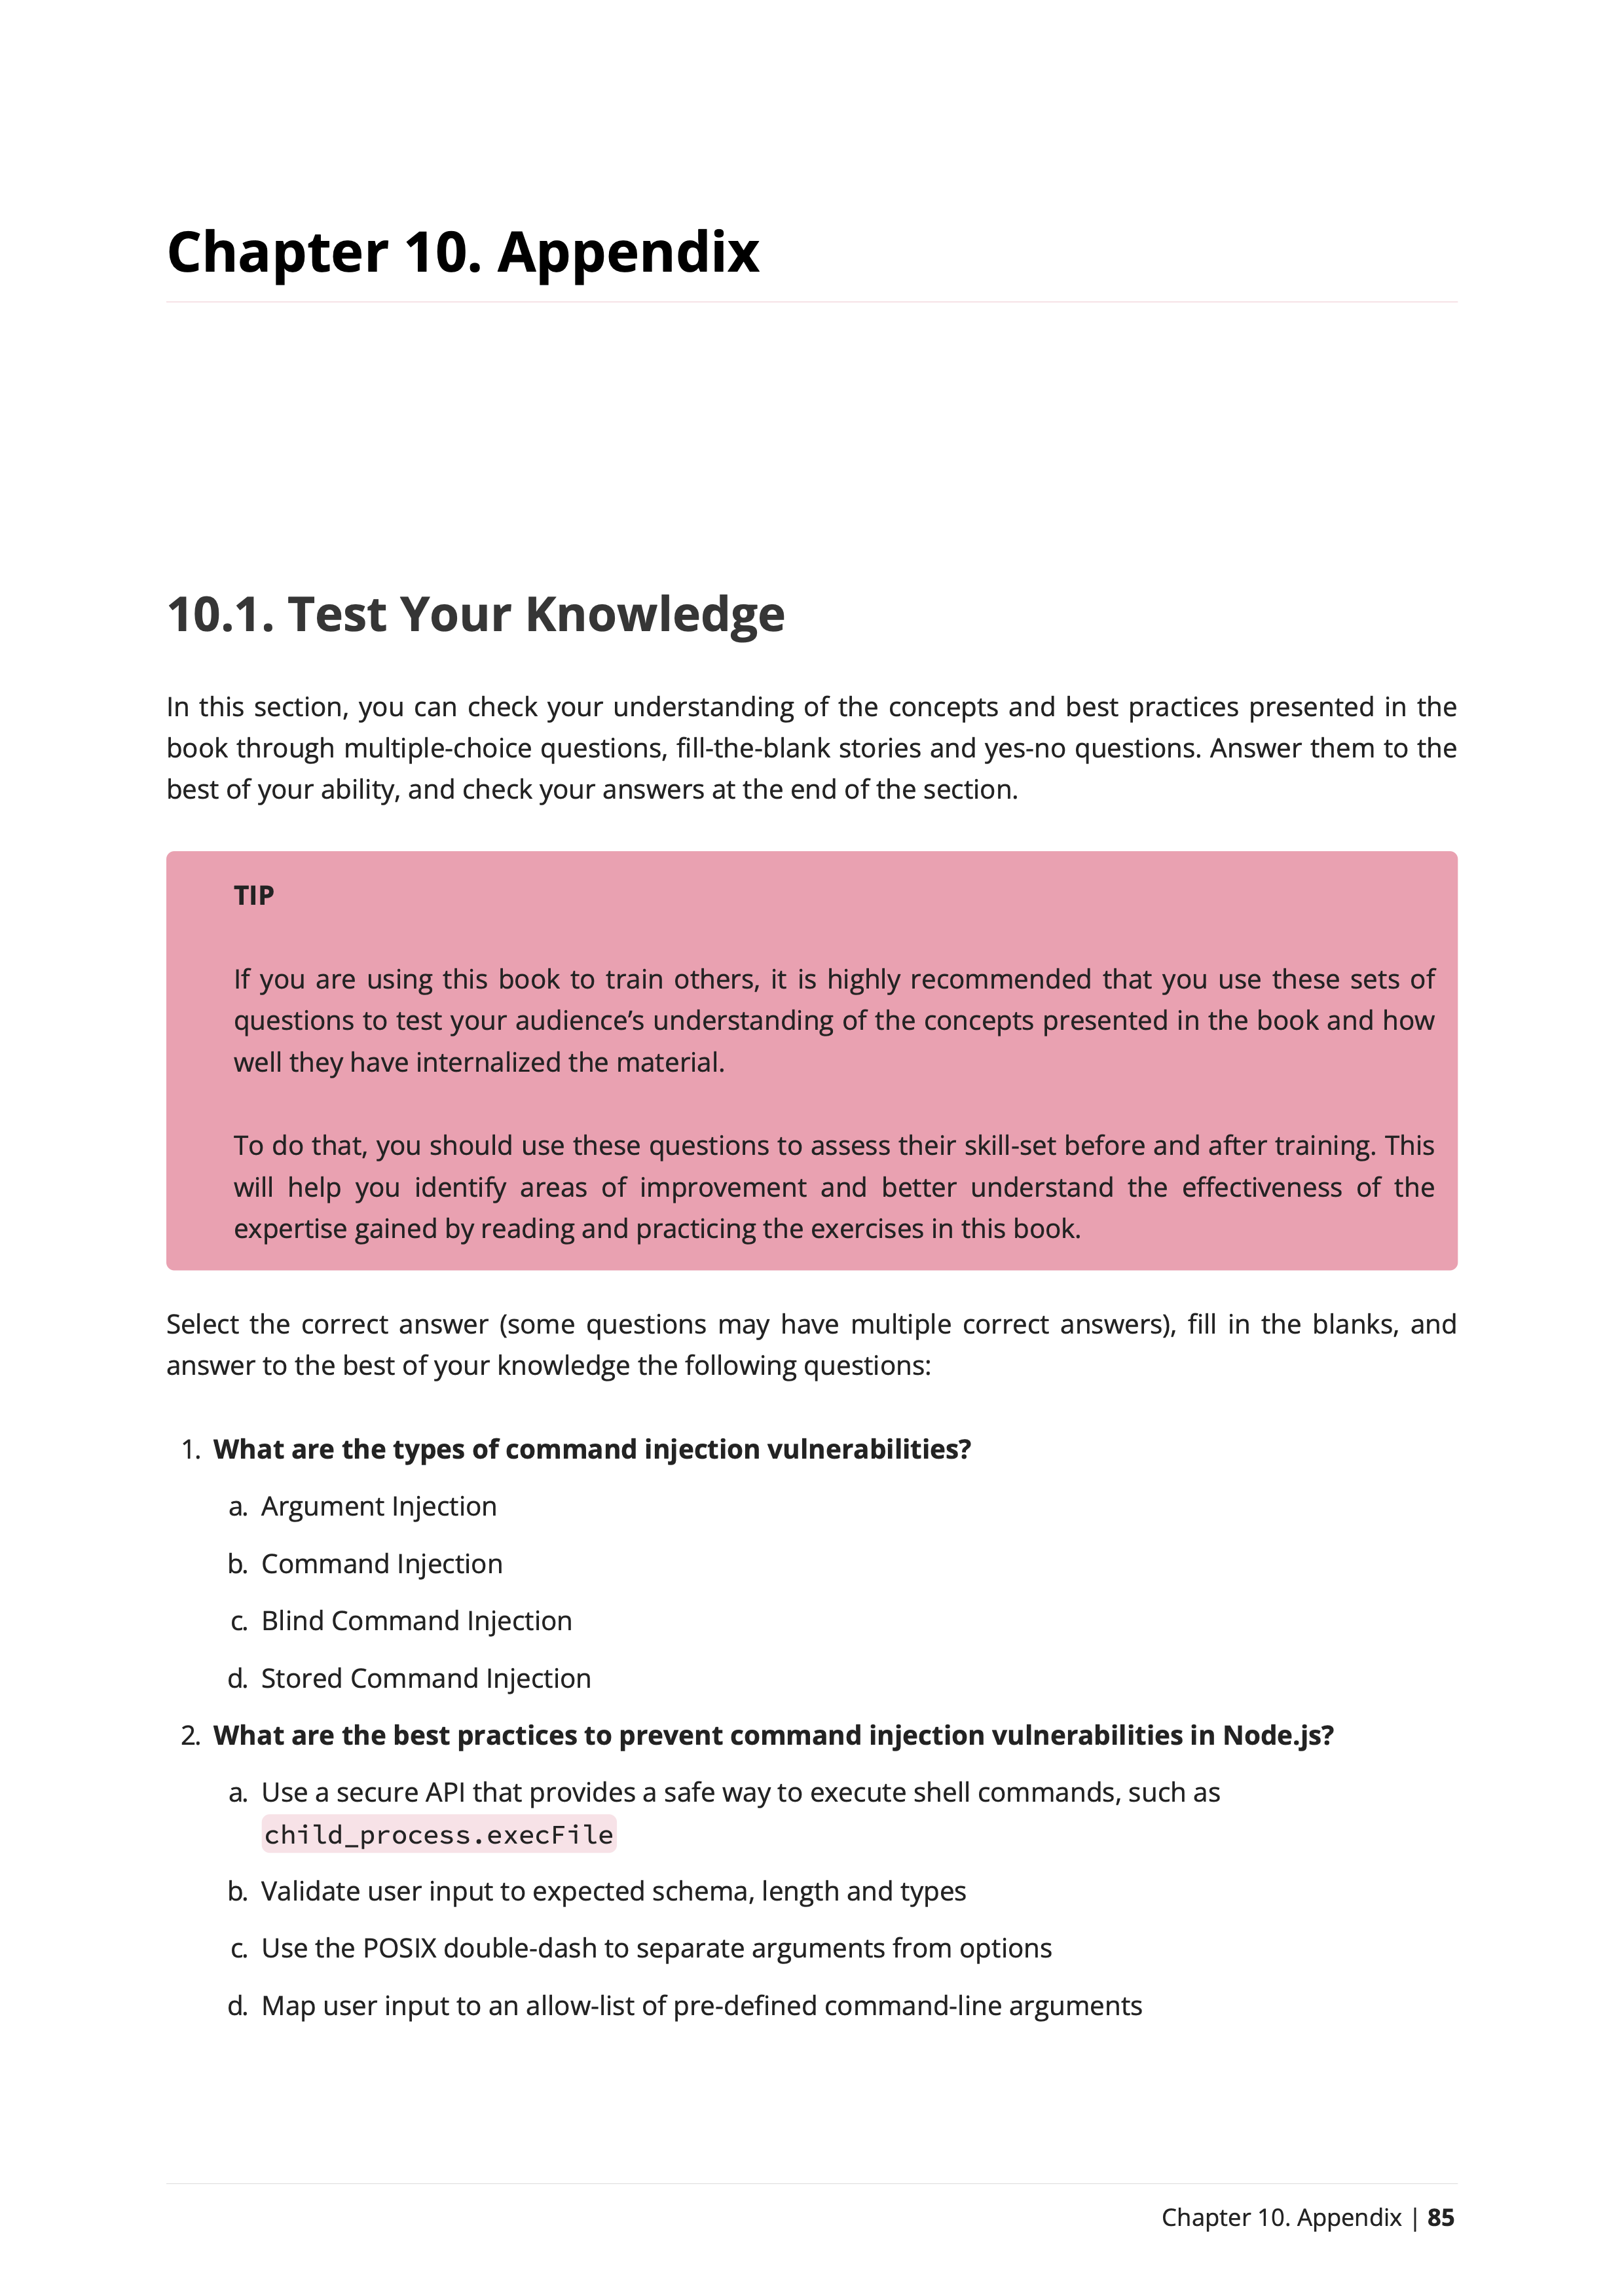 Chapter 10. Appendix
10.1. Test Your Knowledge
In this section, you can check your understanding of the concepts and best practices presented in the
book through multiple-choice questions, fill-the-blank stories and yes-no questions. Answer them to the
best of your ability, and check your answers at the end of the section.
TIP
If you are using this book to train others, it is highly recommended that you use these sets of
questions to test your audience’s understanding of the concepts presented in the book and how
well they have internalized the material.
To do that, you should use these questions to assess their skill-set before and after training. This
will help you identify areas of improvement and better understand the effectiveness of the
expertise gained by reading and practicing the exercises in this book.
Select the correct answer (some questions may have multiple correct answers), fill in the blanks, and
answer to the best of your knowledge the following questions:
1. What are the types of command injection vulnerabilities?
a. Argument Injection
b. Command Injection
c. Blind Command Injection
d. Stored Command Injection
2. What are the best practices to prevent command injection vulnerabilities in Node.js?
a. Use a secure API that provides a safe way to execute shell commands, such as
child_process.execFile
b. Validate user input to expected schema, length and types
c. Use the POSIX double-dash to separate arguments from options
d. Map user input to an allow-list of pre-defined command-line arguments
Chapter 10. Appendix | 85